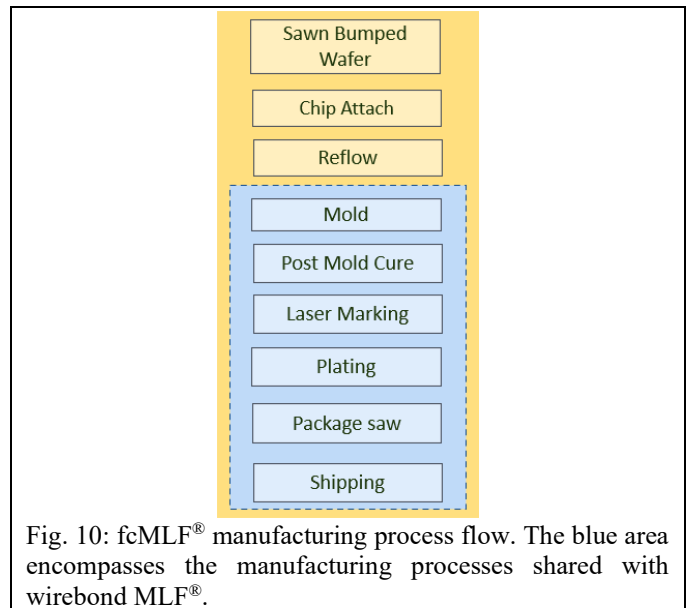 Sawn Bumped
Wafer
Chip Attach
Reflow
Mold
Post Mold Cure
Laser Marking
Plating
Package saw
Shipping
Fig. 10: fcMLF® manufacturing process flow. The blue area
encompasses the manufacturing processes shared with
wirebond MLF®.